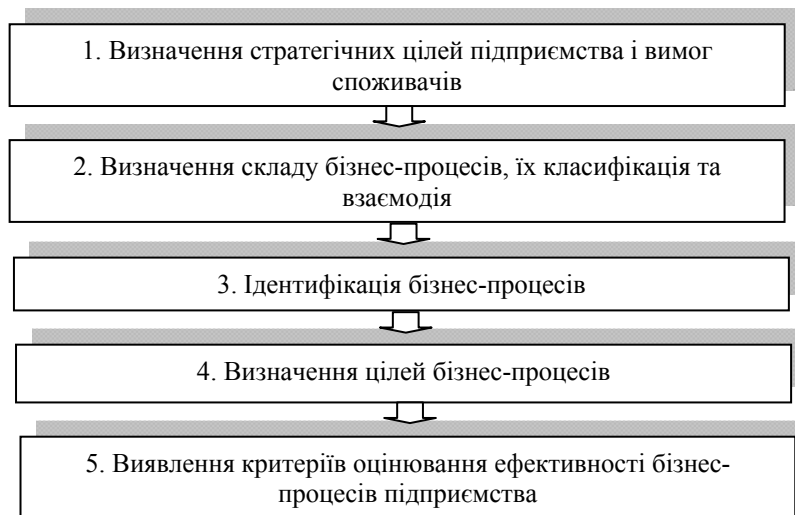 1. Визначення стратегічних цілей підприємства і вимог
споживачів
2. Визначення складу бізнес-процесів, їх класифікація та
взаємодія
3. Ідентифікація бізнес-процесів
4. Визначення цілей бізнес-процесів
5. Виявлення критеріїв оцінювання ефективності бізнес-
процесів підприємства